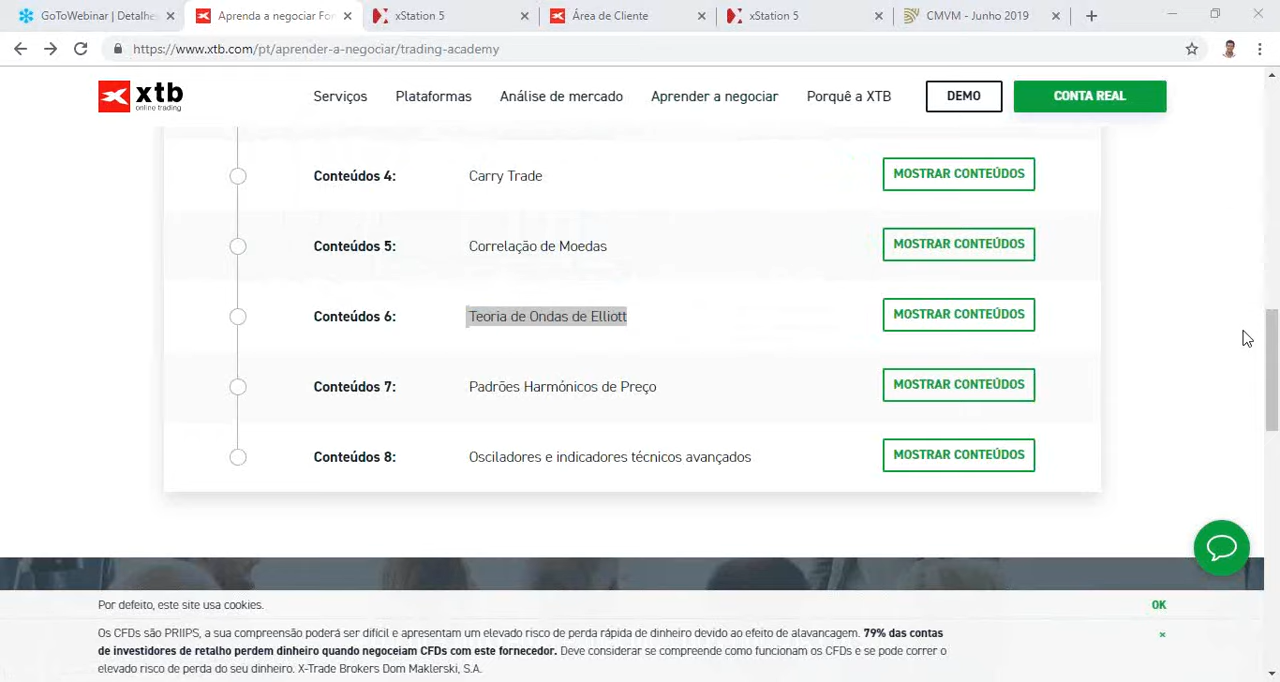 GoToWebinar | Detalhes
Aprenda a negociar For
xStation 5
Área de Cliente
xStation 5
CMVM - Junho 2019
https://www.xtb.com/pt/aprender-a-negociar/trading-academy
xtb
online trading
Serviços
Plataformas
Análise de mercado
Aprender a negociar
Porquê a XTB
DEMO
CONTA REAL
Conteúdos 4: Carry Trade MOSTRAR CONTEÚDOS
Conteúdos 5: Correlação de Moedas MOSTRAR CONTEÚDOS
Conteúdos 6: Teoria de Ondas de Elliott MOSTRAR CONTEÚDOS
Conteúdos 7: Padrões Harmónicos de Preço MOSTRAR CONTEÚDOS
Conteúdos 8: Osciladores e indicadores técnicos avançados MOSTRAR CONTEÚDOS
Por defeito, este site usa cookies. OK
Os CFDs são PRIIPS, a sua compreensão poderá ser difícil e apresentam um elevado risco de perda rápida de dinheiro devido ao efeito de alavancagem. 79% das contas
de investidores de retalho perdem dinheiro quando negoceiam CFDs com este fornecedor. Deve considerar se compreende como funcionam os CFDs e se pode correr o
elevado risco de perda do seu dinheiro. X-Trade Brokers Dom Maklerski, S.A.